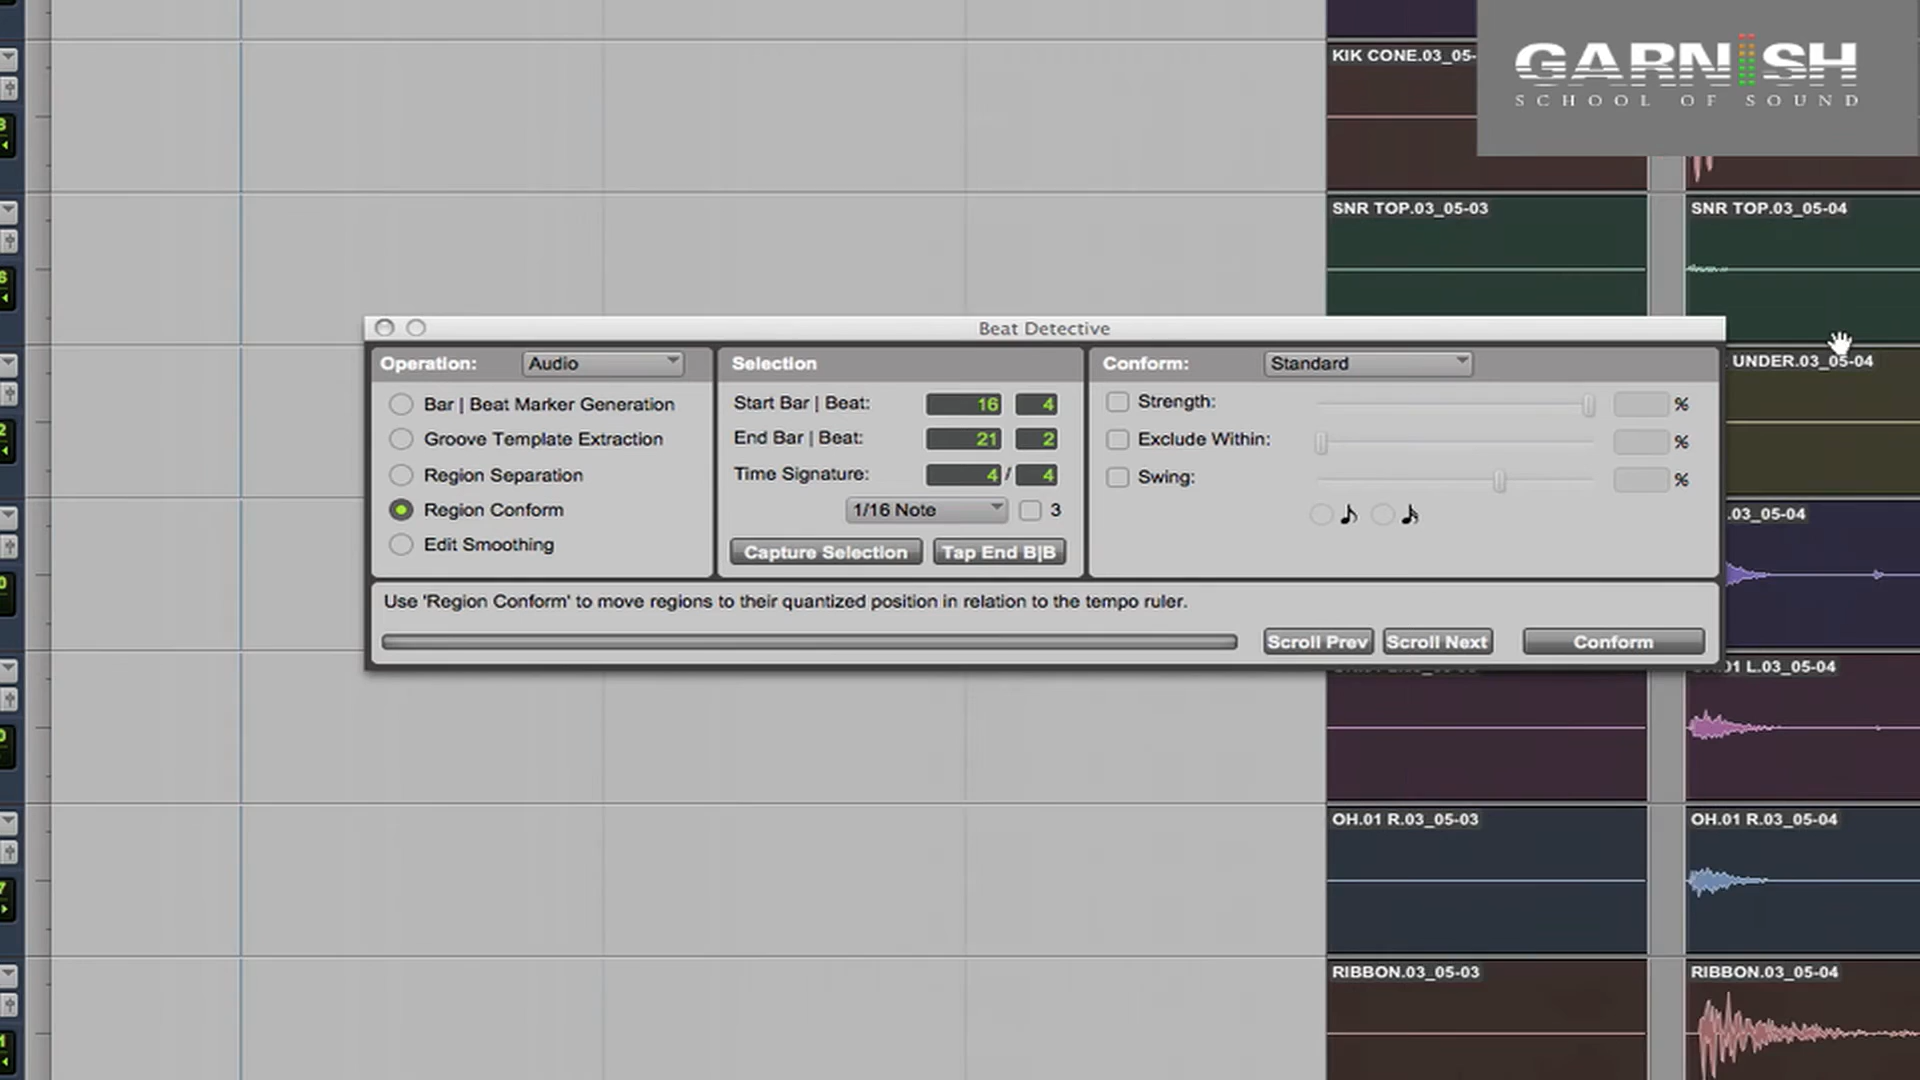 KIK CONE.03_05-
GARNISH
SCHOOL OF SOUND
SNR TOP.03_05-03
SNR TOP.03_05-04
Beat Detective
Operation: Audio
Bar | Beat Marker Generation
Groove Template Extraction
Region Separation
Region Conform
Edit Smoothing
Selection
Start Bar | Beat: 16 4
End Bar | Beat: 21 2
Time Signature: 4 / 4
1/16 Note 3
Capture Selection Tap End B|B
Conform: Standard
Strength: %
Exclude Within: %
Swing: %
Use 'Region Conform' to move regions to their quantized position in relation to the tempo ruler.
Scroll Prev Scroll Next Conform
UNDER.03_05-04
.03_05-04
01 L.03_05-04
OH.01 R.03_05-03
OH.01 R.03_05-04
RIBBON.03_05-03
RIBBON.03_05-04